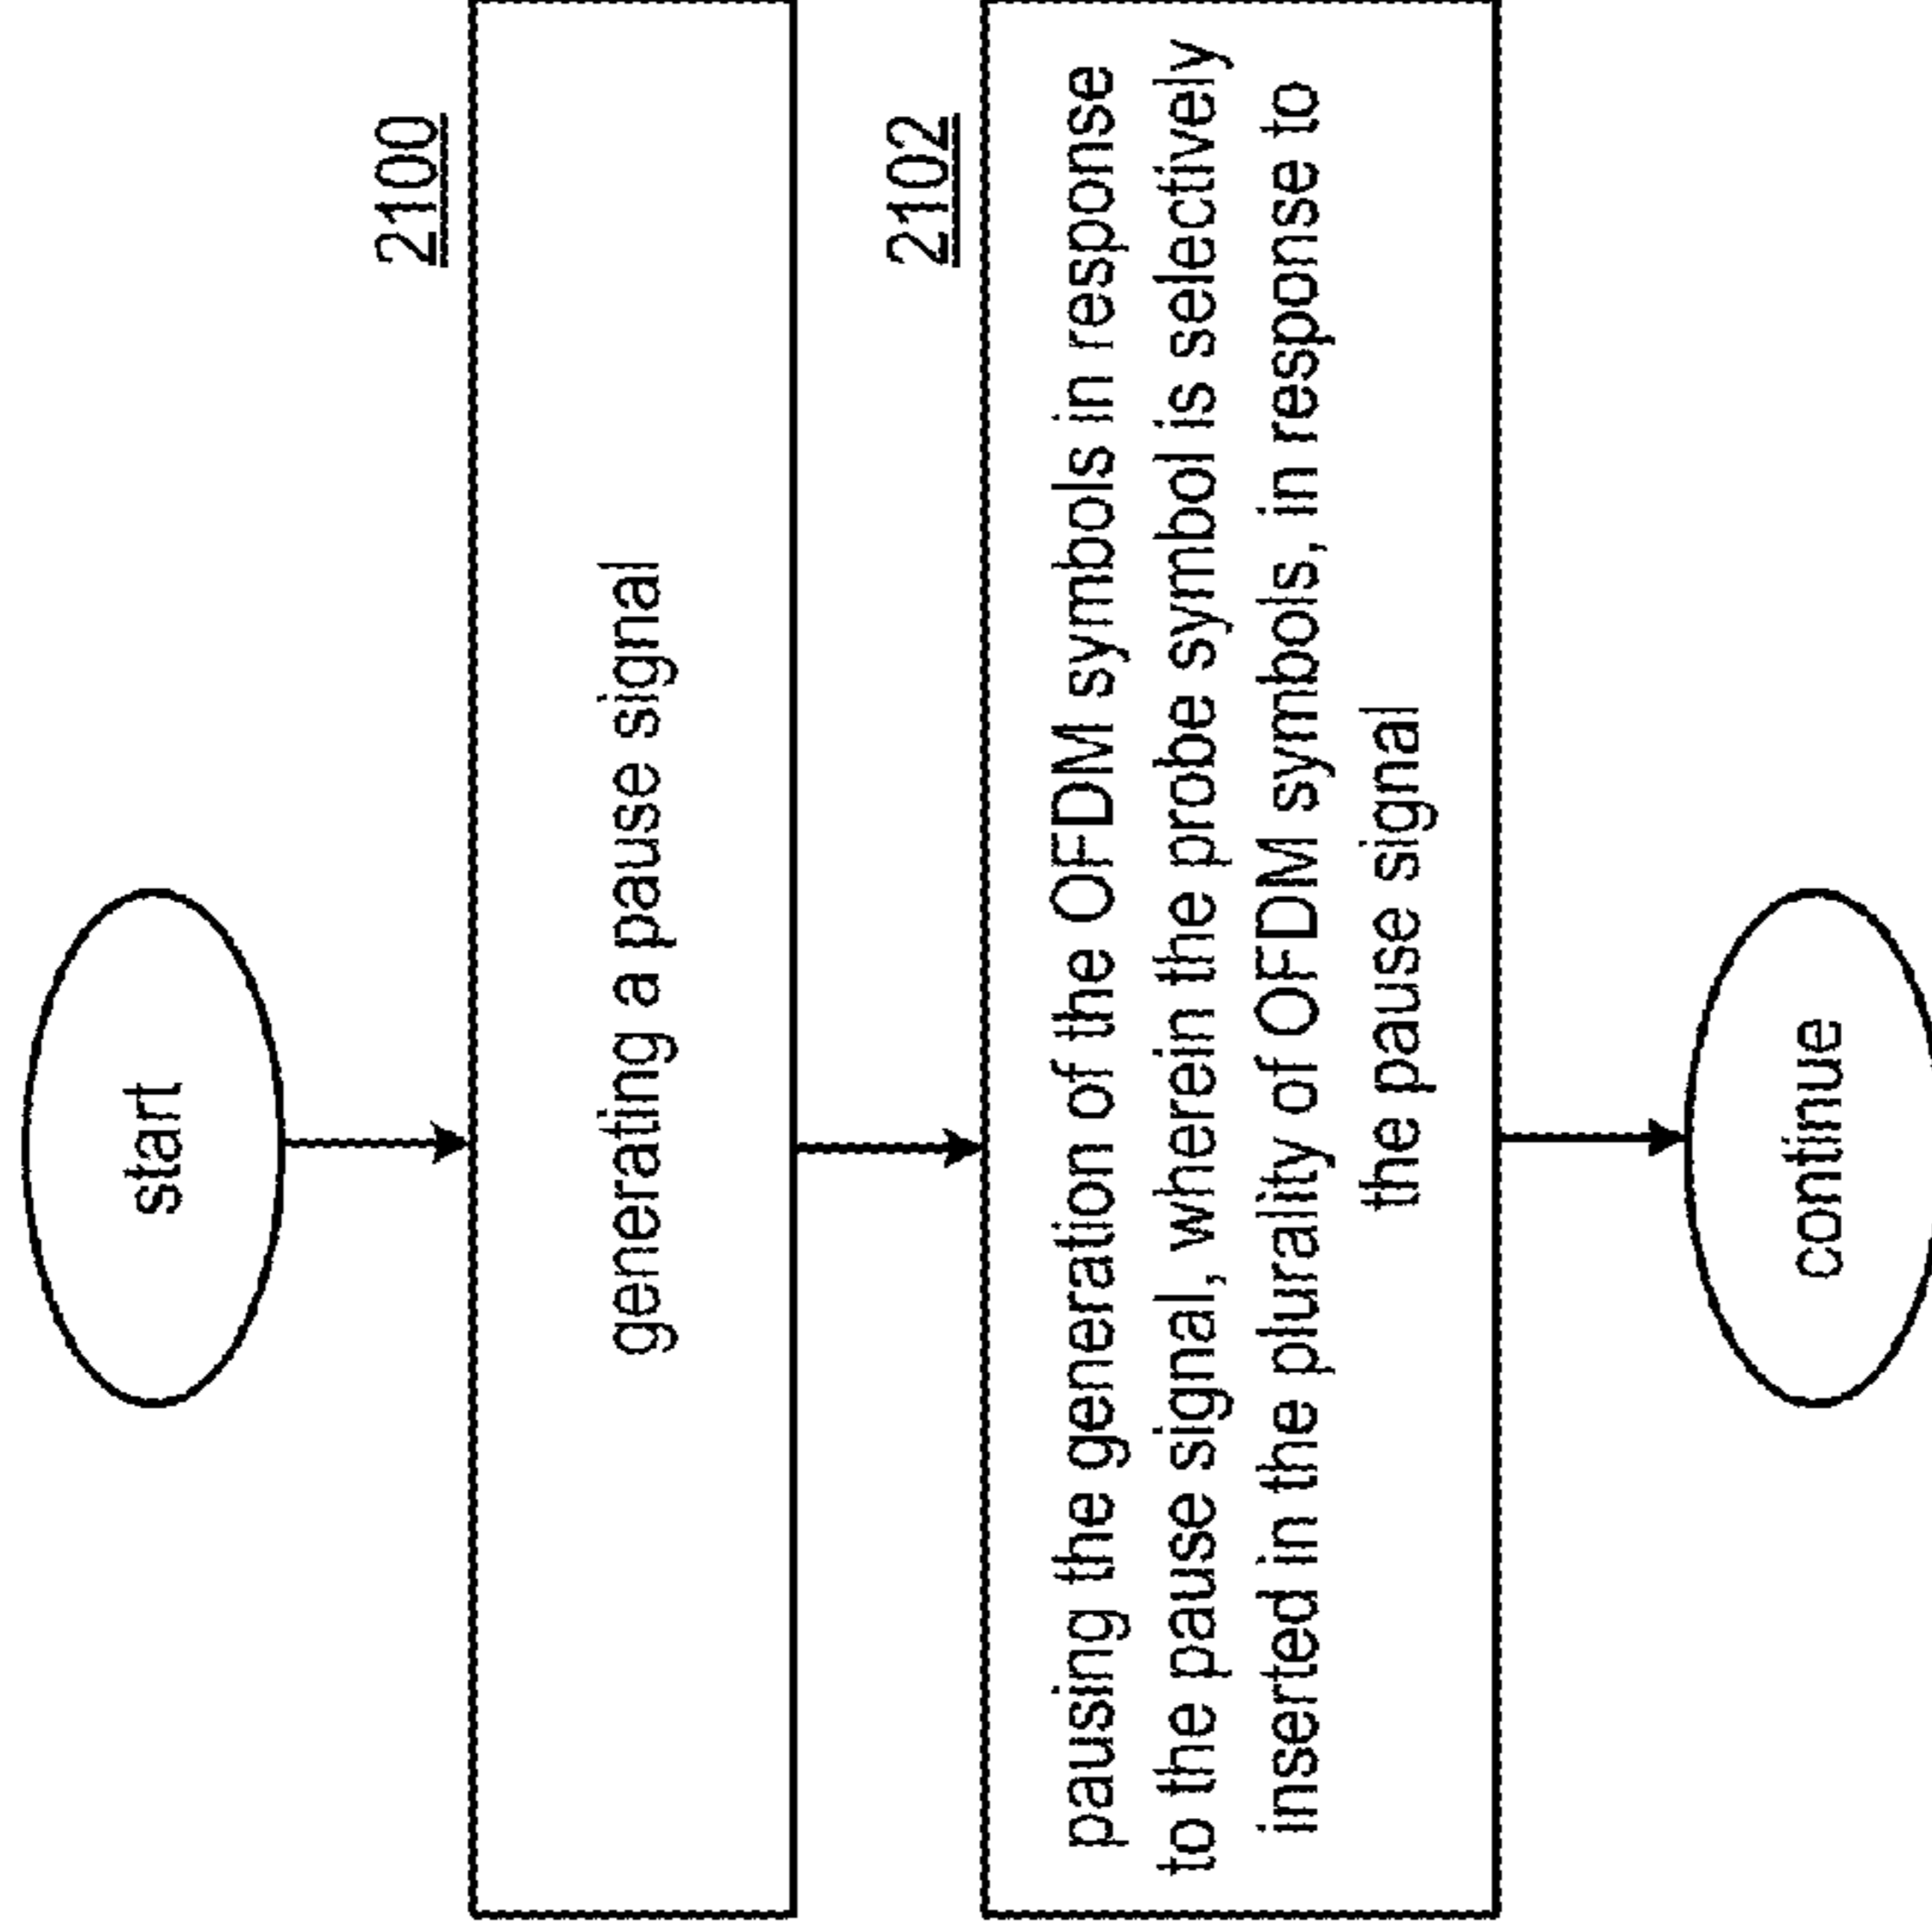 start
2100
generating a pause signal
2102
pausing the generation of the OFDM symbols in response
to the pause signal, wherein the probe symbol is selectively
inserted in the plurality of OFDM symbols, in response to
the pause signal
continue